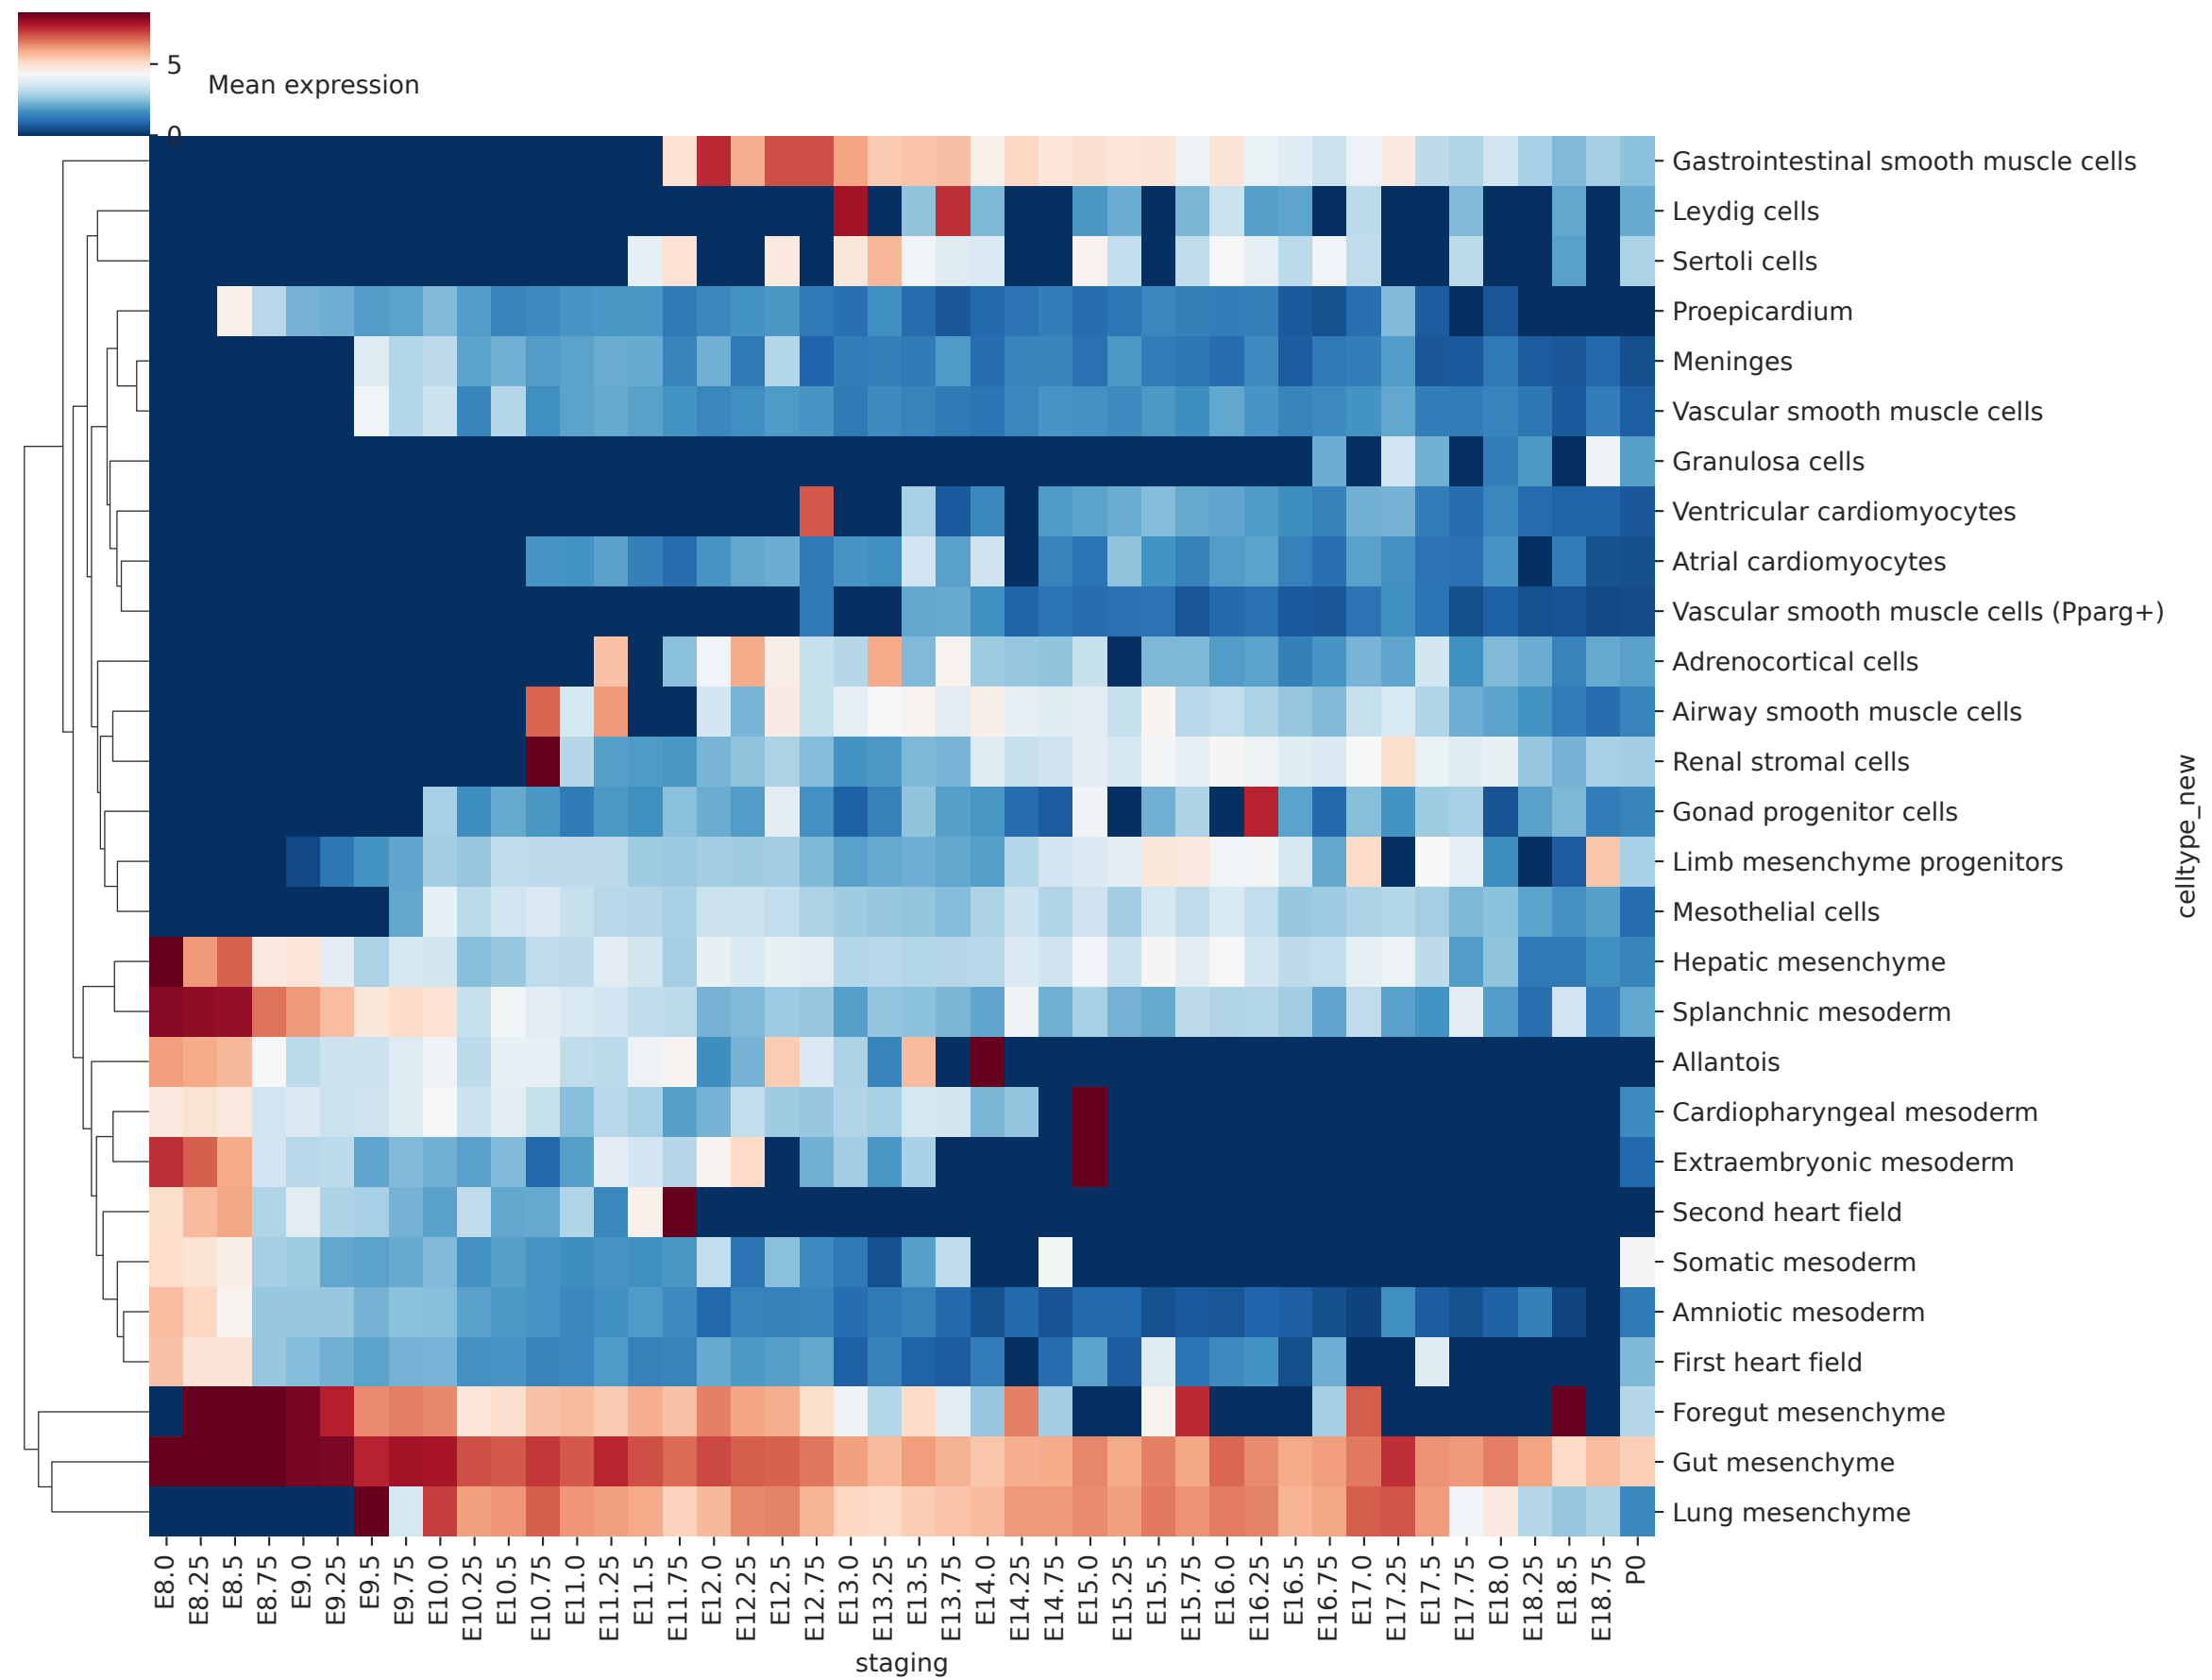 5
Mean expression
0
Gastrointestinal smooth muscle cells
Leydig cells
Sertoli cells
Proepicardium
Meninges
Vascular smooth muscle cells
Granulosa cells
Ventricular cardiomyocytes
Atrial cardiomyocytes
Vascular smooth muscle cells (Pparg+)
Adrenocortical cells
Airway smooth muscle cells
Renal stromal cells
Gonad progenitor cells
Limb mesenchyme progenitors
Mesothelial cells
Hepatic mesenchyme
Splanchnic mesoderm
Allantois
Cardiopharyngeal mesoderm
Extraembryonic mesoderm
Second heart field
Somatic mesoderm
Amniotic mesoderm
First heart field
Foregut mesenchyme
Gut mesenchyme
Lung mesenchyme
celltype_new
E8.0
E8.25
E8.5
E8.75
E9.0
E9.25
E9.5
E9.75
E10.0
E10.25
E10.5
E10.75
E11.0
E11.25
E11.5
E11.75
E12.0
E12.25
E12.5
E12.75
E13.0
E13.25
E13.5
E13.75
E14.0
E14.25
E14.75
E15.0
E15.25
E15.5
E15.75
E16.0
E16.25
E16.5
E16.75
E17.0
E17.25
E17.5
E17.75
E18.0
E18.25
E18.5
E18.75
P0
staging